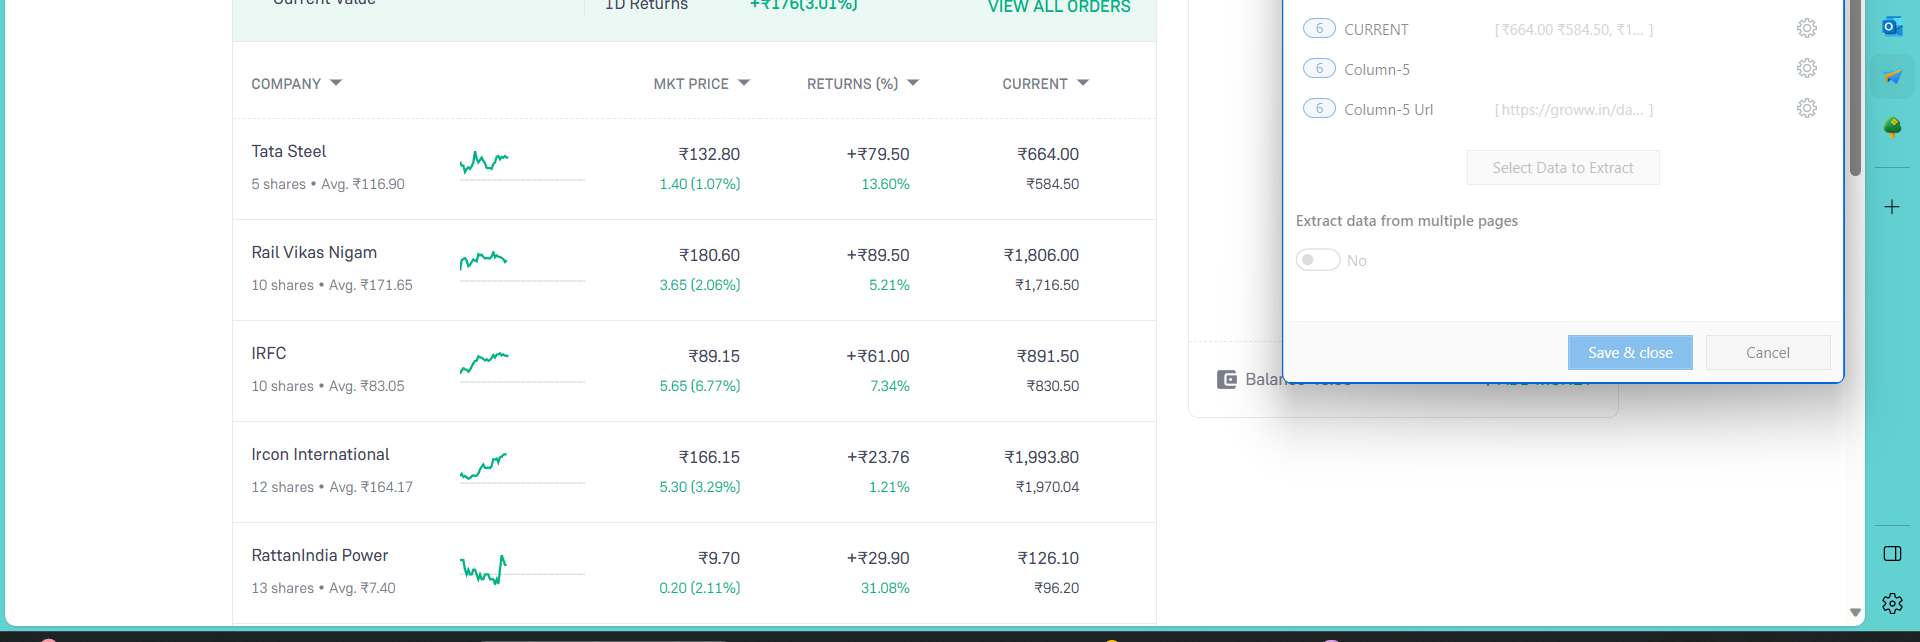 Current Value
1D Returns
+₹176(3.01%)
VIEW ALL ORDERS
COMPANY MKT PRICE RETURNS (%) CURRENT
Tata Steel ₹132.80 +₹79.50 ₹664.00
5 shares • Avg. ₹116.90 1.40 (1.07%) 13.60% ₹584.50
Rail Vikas Nigam ₹180.60 +₹89.50 ₹1,806.00
10 shares • Avg. ₹171.65 3.65 (2.06%) 5.21% ₹1,716.50
IRFC ₹89.15 +₹61.00 ₹891.50
10 shares • Avg. ₹83.05 5.65 (6.77%) 7.34% ₹830.50
Ircon International ₹166.15 +₹23.76 ₹1,993.80
12 shares • Avg. ₹164.17 5.30 (3.29%) 1.21% ₹1,970.04
RattanIndia Power ₹9.70 +₹29.90 ₹126.10
13 shares • Avg. ₹7.40 0.20 (2.11%) 31.08% ₹96.20
6 CURRENT [ ₹664.00 ₹584.50, ₹1... ]
6 Column-5
6 Column-5 Url [ https://groww.in/da... ]
Select Data to Extract
Extract data from multiple pages
No
Save & close Cancel